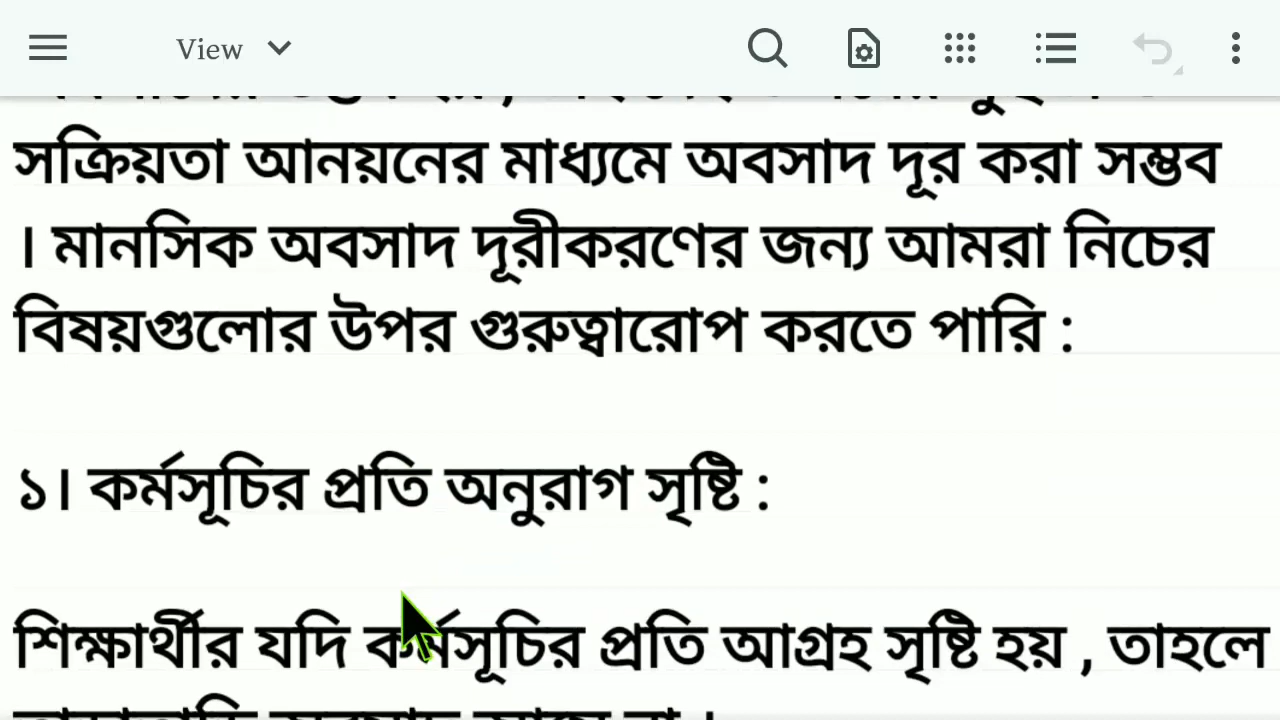 View
সক্রিয়তা আনয়নের মাধ্যমে অবসাদ দূর করা সম্ভব
। মানসিক অবসাদ দূরীকরণের জন্য আমরা নিচের
বিষয়গুলোর উপর গুরুত্বারোপ করতে পারি :
১। কর্মসূচির প্রতি অনুরাগ সৃষ্টি :
শিক্ষার্থীর যদি কর্মসূচির প্রতি আগ্রহ সৃষ্টি হয় , তাহলে